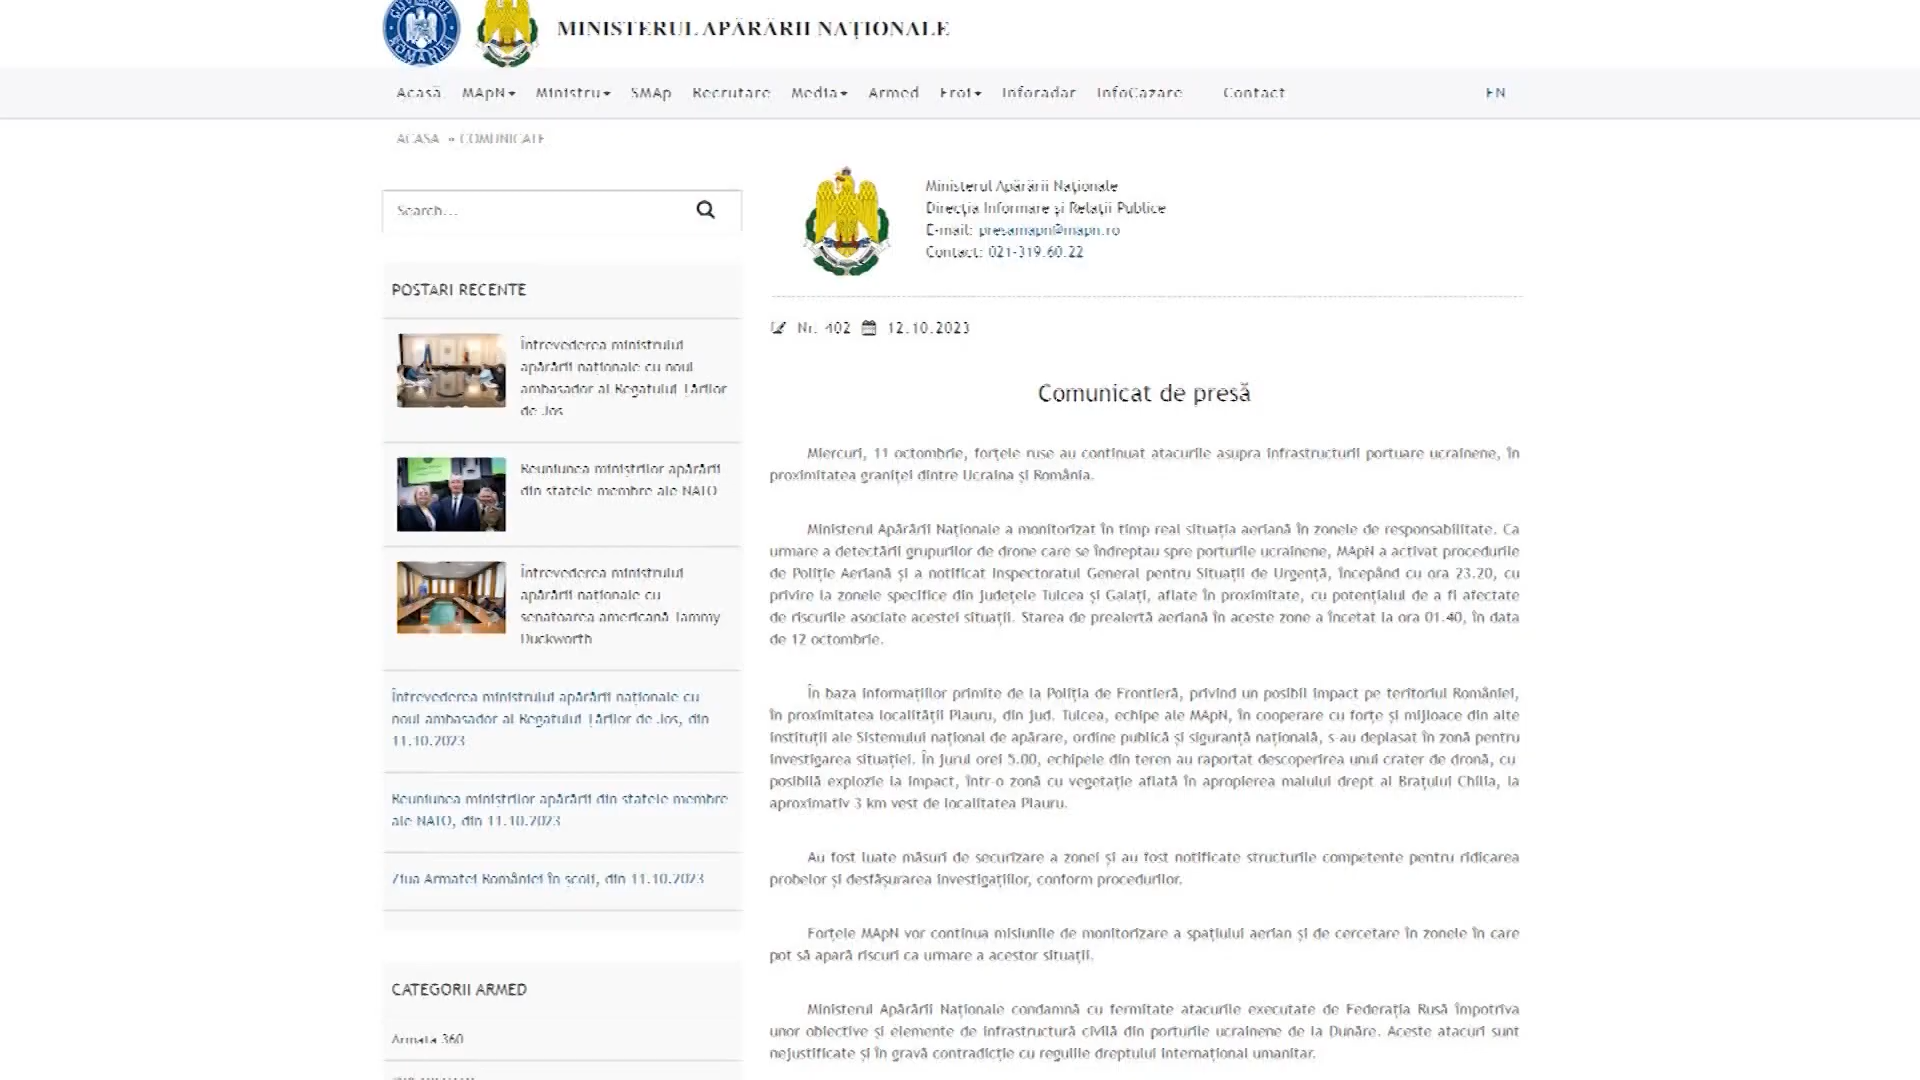 GUVERNUL ROMÂNIEI
MINISTERUL APĂRĂRII NAȚIONALE
Acasă MApN Ministru SMAp Recrutare Media Armed Eroi Inforadar InfoCazare Contact EN
ACASA » COMUNICATE
Search...
POSTARI RECENTE
Întrevederea ministrului
apărării naționale cu noul
ambasador al Regatului Țărilor
de Jos
Reuniunea miniștrilor apărării
din statele membre ale NATO
Întrevederea ministrului
apărării naționale cu
senatoarea americană Tammy
Duckworth
Întrevederea ministrului apărării naționale cu
noul ambasador al Regatului Țărilor de Jos, din
11.10.2023
Reuniunea miniștrilor apărării din statele membre
ale NATO, din 11.10.2023
Ziua Armatei României în școli, din 11.10.2023
CATEGORII ARMED
Armata 360
Ministerul Apărării Naționale
Direcția Informare și Relații Publice
E-mail: presamapn@mapn.ro
Contact: 021-319.60.22
Nr. 402 12.10.2023
Comunicat de presă
Miercuri, 11 octombrie, forțele ruse au continuat atacurile asupra infrastructurii portuare ucrainene, în
proximitatea graniței dintre Ucraina și România.
Ministerul Apărării Naționale a monitorizat în timp real situația aeriană în zonele de responsabilitate. Ca
urmare a detectării grupurilor de drone care se îndreptau spre porturile ucrainene, MApN a activat procedurile
de Poliție Aeriană și a notificat Inspectoratul General pentru Situații de Urgență, începând cu ora 23.20, cu
privire la zonele specifice din județele Tulcea și Galați, aflate în proximitate, cu potențialul de a fi afectate
de riscurile asociate acestei situații. Starea de prealertă aeriană în aceste zone a încetat la ora 01.40, în data
de 12 octombrie.
În baza informațiilor primite de la Poliția de Frontieră, privind un posibil impact pe teritoriul României,
în proximitatea localității Plauru, din jud. Tulcea, echipe ale MApN, în cooperare cu forțe și mijloace din alte
instituții ale Sistemului național de apărare, ordine publică și siguranță națională, s-au deplasat în zonă pentru
investigarea situației. În jurul orei 5.00, echipele din teren au raportat descoperirea unui crater de dronă, cu
posibilă explozie la impact, într-o zonă cu vegetație aflată în apropierea malului drept al Brațului Chilia, la
aproximativ 3 km vest de localitatea Plauru.
Au fost luate măsuri de securizare a zonei și au fost notificate structurile competente pentru ridicarea
probelor și desfășurarea investigațiilor, conform procedurilor.
Forțele MApN vor continua misiunile de monitorizare a spațiului aerian și de cercetare în zonele în care
pot să apară riscuri ca urmare a acestor situații.
Ministerul Apărării Naționale condamnă cu fermitate atacurile executate de Federația Rusă împotriva
unor obiective și elemente de infrastructură civilă din porturile ucrainene de la Dunăre. Aceste atacuri sunt
nejustificate și în gravă contradicție cu regulile dreptului internațional umanitar.